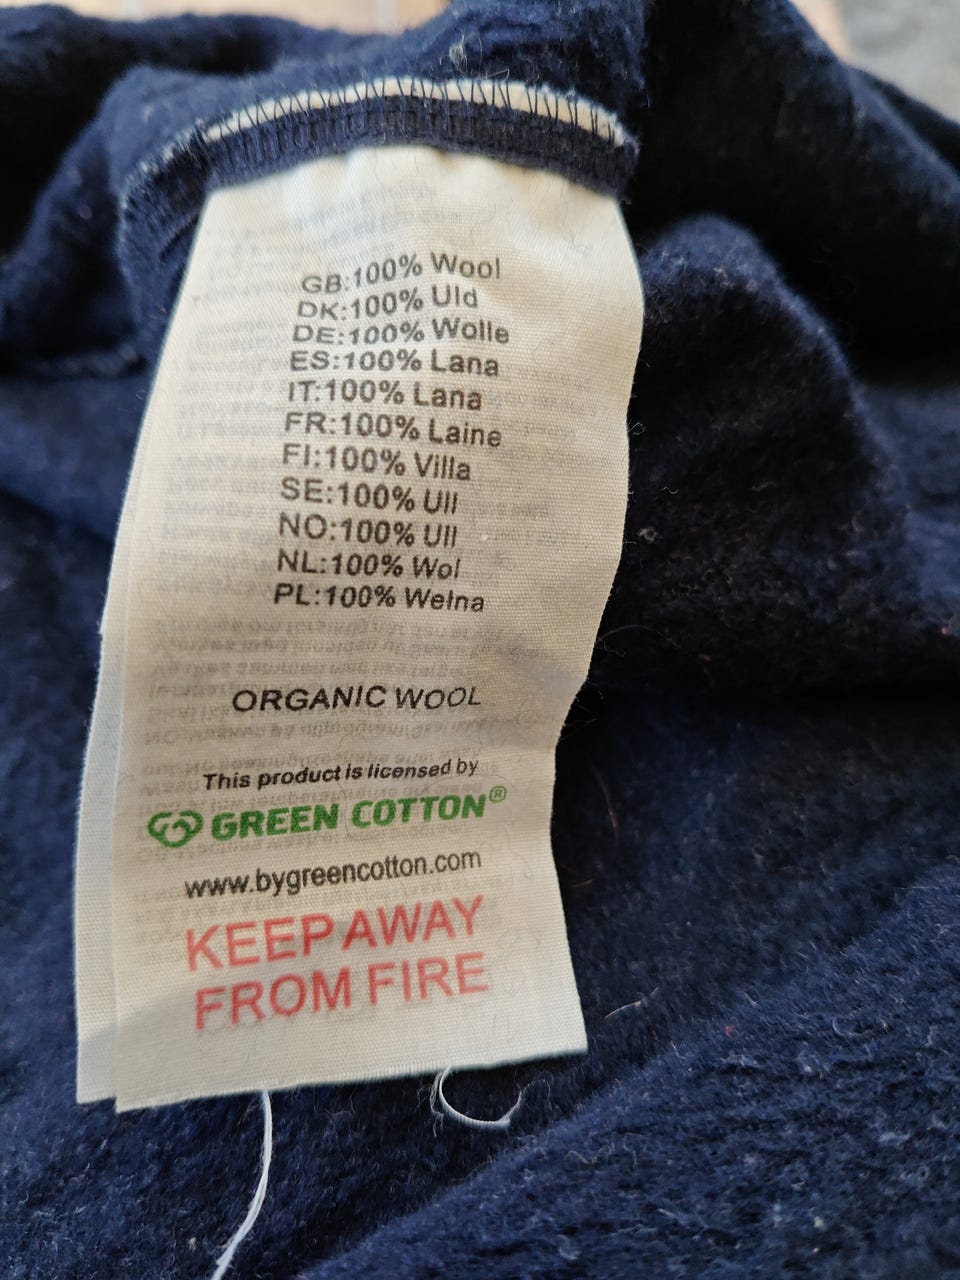 GB:100% Wool
DK:100% Uld
DE:100% Wolle
ES:100% Lana
IT:100% Lana
FR:100% Laine
FI:100% Villa
SE:100% Ull
NO:100% Ull
NL:100% Wol
PL:100% Wełna
ORGANIC WOOL
This product is licensed by
GREEN COTTON®
www.bygreencotton.com
KEEP AWAY
FROM FIRE